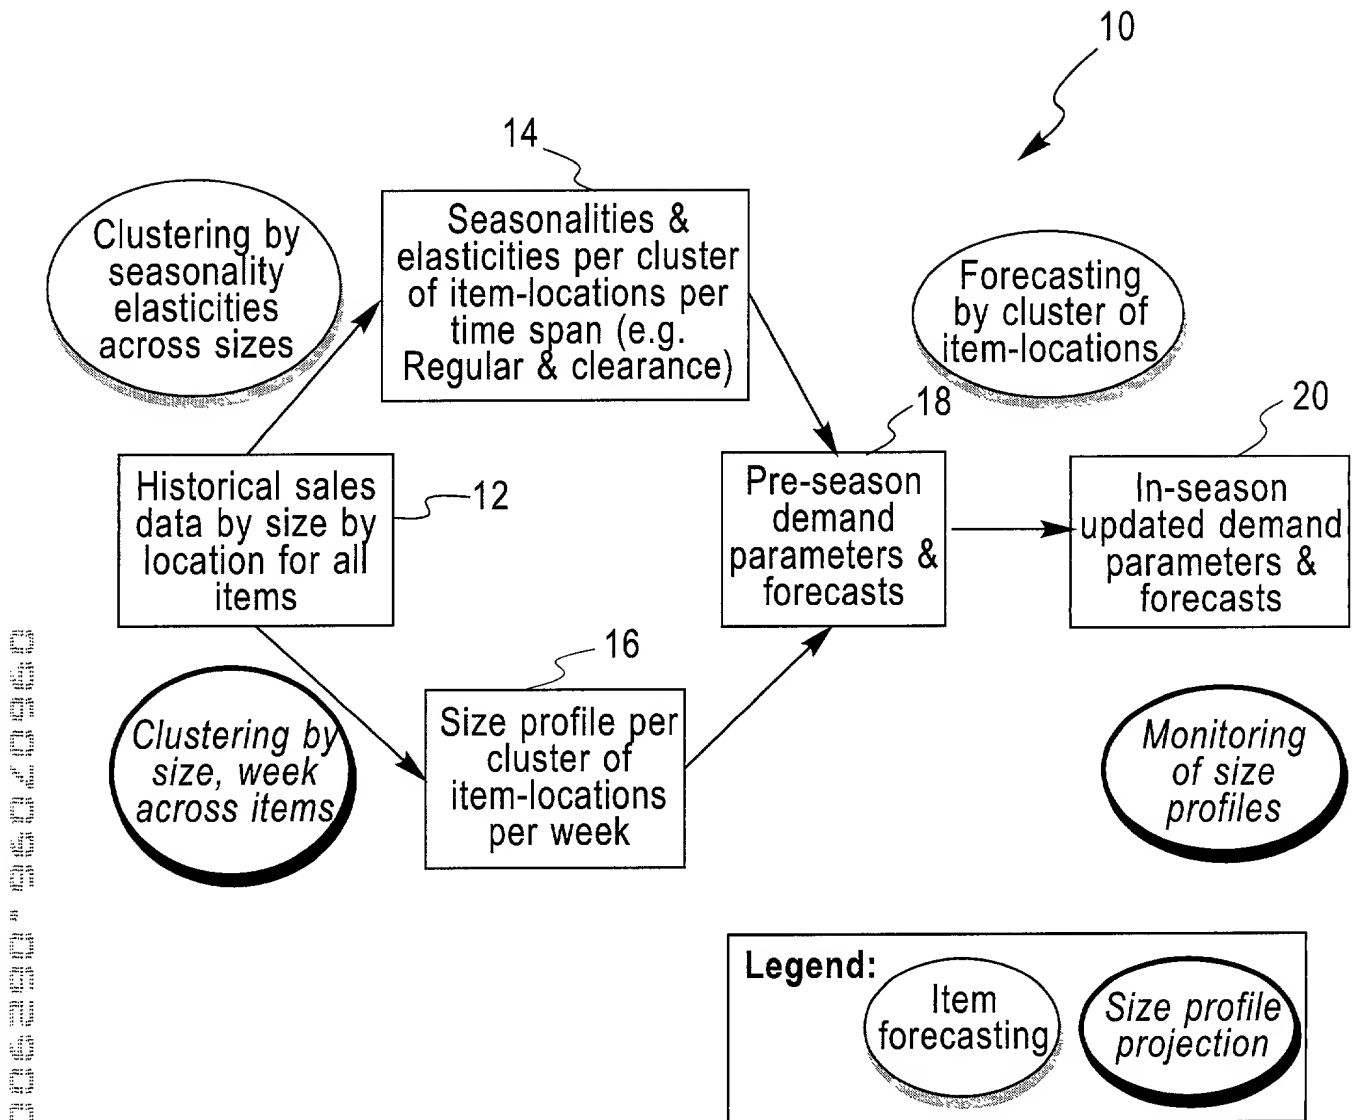 10
14
Clustering by
seasonality
elasticities
across sizes
Seasonalities &
elasticities per cluster
of item-locations per
time span (e.g.
Regular & clearance)
Forecasting
by cluster of
item-locations
18
20
Historical sales
data by size by
location for all
items
12
Pre-season
demand
parameters &
forecasts
In-season
updated demand
parameters &
forecasts
16
Clustering by
size, week
across items
Size profile per
cluster of
item-locations
per week
Monitoring
of size
profiles
Legend:
Item
forecasting
Size profile
projection